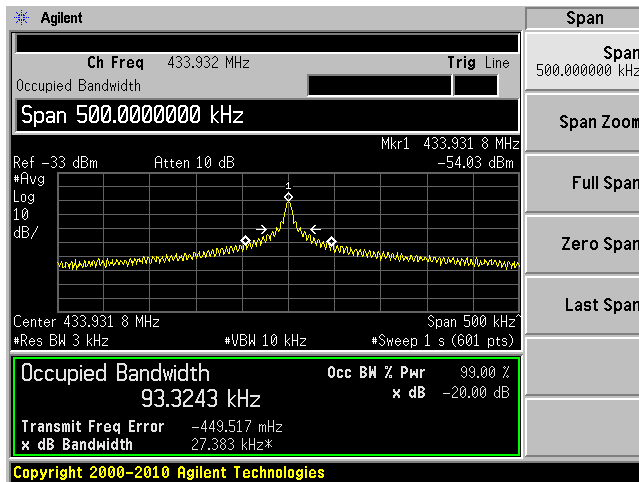 Agilent
Span
Ch Freq 433.932 MHz Trig Line
Occupied Bandwidth
Span 500.0000000 kHz
Mkr1 433.931 8 MHz
Ref -33 dBm Atten 10 dB -54.03 dBm
#Avg
Log
10
dB/
1
Center 433.931 8 MHz Span 500 kHz^
#Res BW 3 kHz #VBW 10 kHz #Sweep 1 s (601 pts)
Occupied Bandwidth
93.3243 kHz
Occ BW % Pwr 99.00 %
x dB -20.00 dB
Transmit Freq Error -449.517 mHz
x dB Bandwidth 27.383 kHz*
Copyright 2000-2010 Agilent Technologies
Span
500.000000 kHz
Span Zoom
Full Span
Zero Span
Last Span